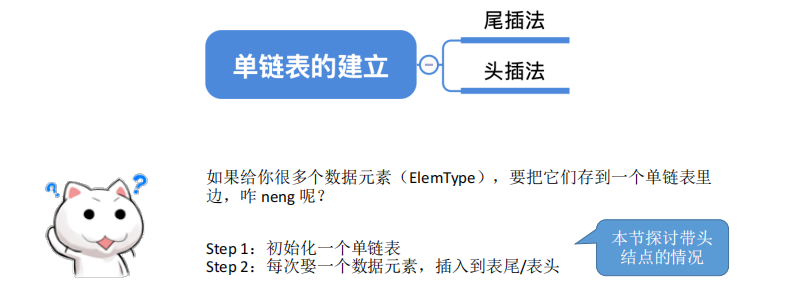 单链表的建立
尾插法
头插法
如果给你很多个数据元素（ElemType），要把它们存到一个单链表里
边，咋 neng 呢？
Step 1：初始化一个单链表
Step 2：每次娶一个数据元素，插入到表尾/表头
本节探讨带头
结点的情况
? ?